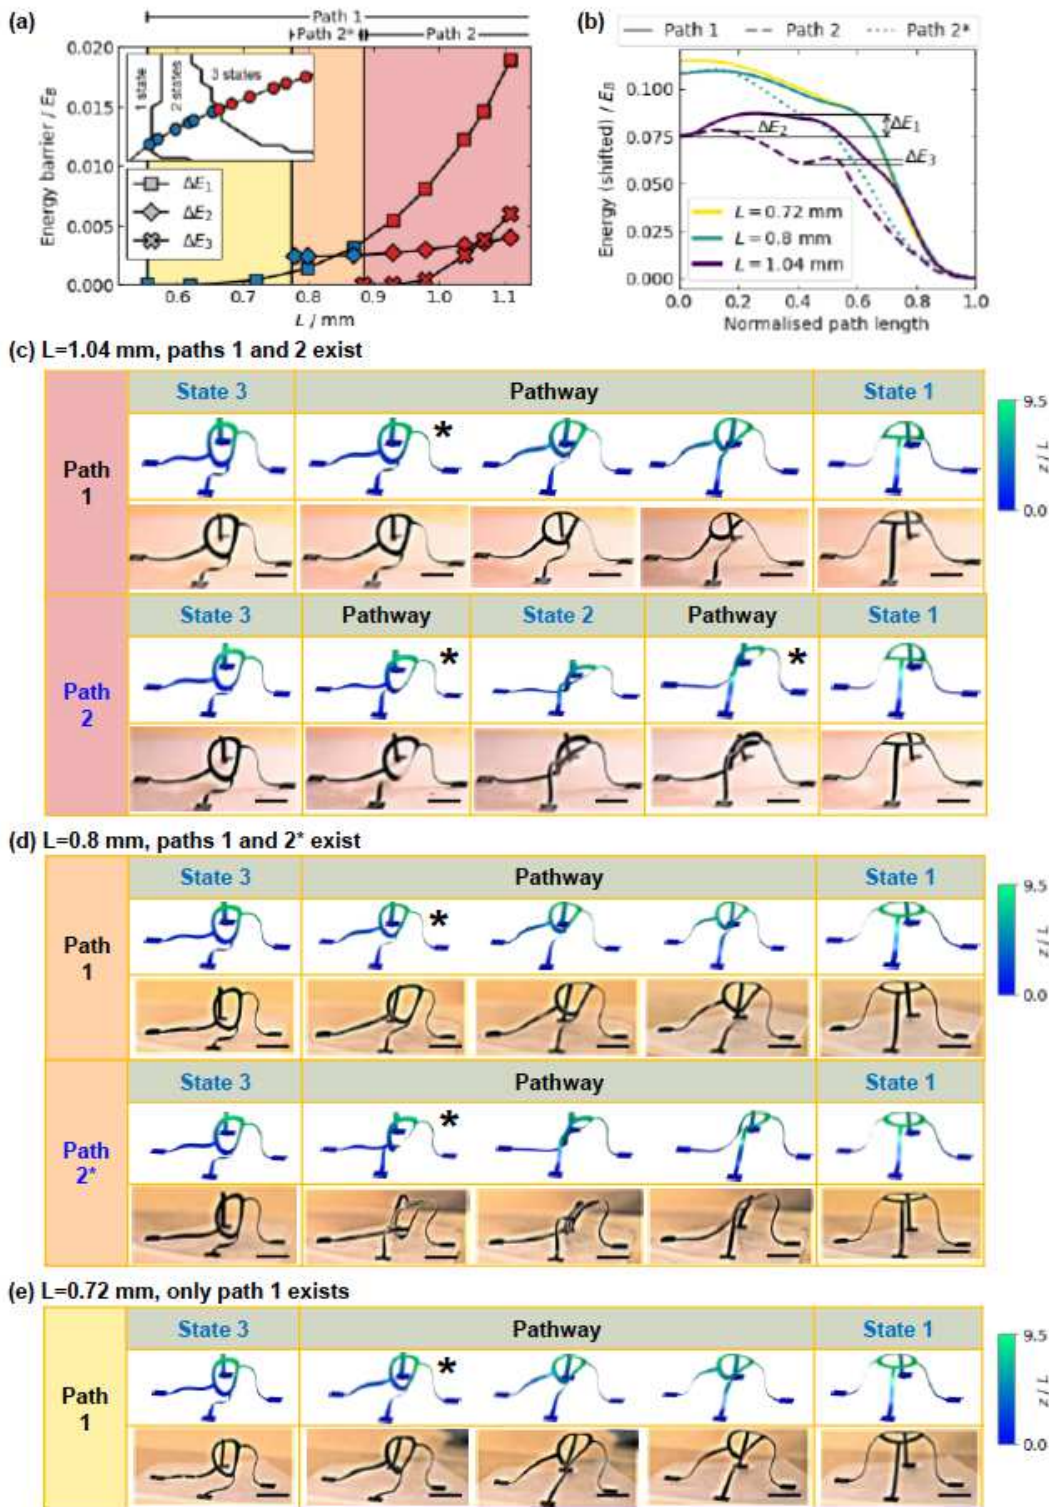 (a)
Path 1
Path 2*
Path 2
0.020
0.015
0.010
0.005
0.000
Energy barrier / E_B
1 state
2 states
3 states
ΔE₁
ΔE₂
ΔE₃
0.6 0.7 0.8 0.9 1.0 1.1
L / mm
(b)
Path 1 Path 2 Path 2*
0.100
0.075
0.050
0.025
0.000
Energy (shifted) / E_B
ΔE₂
ΔE₁
ΔE₃
L = 0.72 mm
L = 0.8 mm
L = 1.04 mm
0.0 0.2 0.4 0.6 0.8 1.0
Normalised path length
(c) L=1.04 mm, paths 1 and 2 exist
State 3 Pathway State 1
Path
1
*
9.5
z / L
0.0
State 3 Pathway State 2 Pathway State 1
Path
2
* *
(d) L=0.8 mm, paths 1 and 2* exist
State 3 Pathway State 1
Path
1
*
9.5
z / L
0.0
State 3 Pathway State 1
Path
2*
*
(e) L=0.72 mm, only path 1 exists
State 3 Pathway State 1
Path
1
*
9.5
z / L
0.0